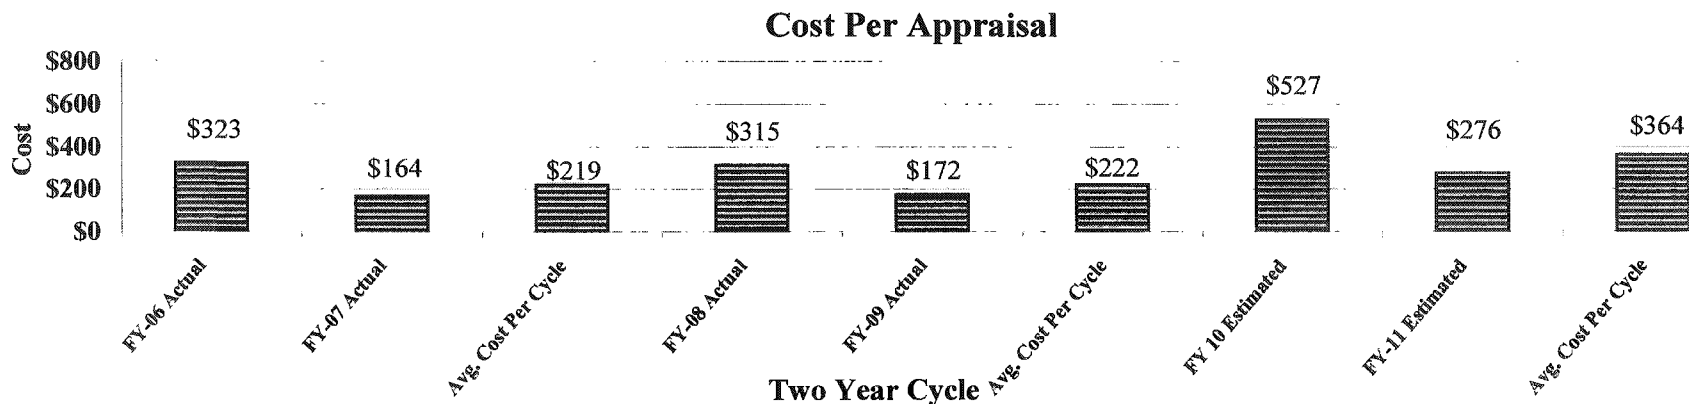 Cost Per Appraisal
$800
$600
$400
$200
$0
Cost
$323
$164
$219
$315
$172
$222
$527
$276
$364
FY-06 Actual
FY-07 Actual
Avg. Cost Per Cycle
FY-08 Actual
FY-09 Actual
Avg. Cost Per Cycle
FY 10 Estimated
FY-11 Estimated
Avg. Cost Per Cycle
Two Year Cycle